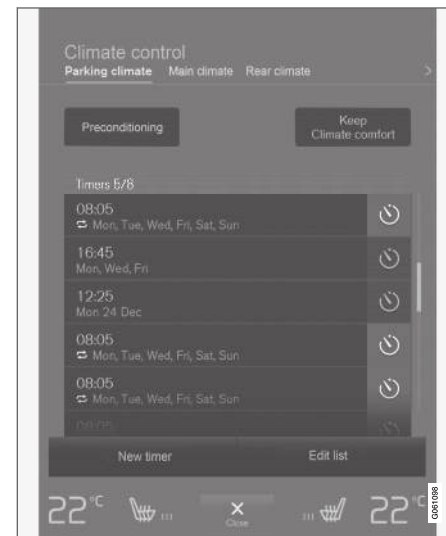 Climate control
Parking climate Main climate Rear climate >
Preconditioning
Keep
Climate comfort
Timers 5/8
08:05
Mon, Tue, Wed, Fri, Sat, Sun
16:45
Mon, Wed, Fri
12:25
Mon 24 Dec
08:05
Mon, Tue, Wed, Fri, Sat, Sun
08:05
Mon, Tue, Wed, Fri, Sat, Sun
08:05
New timer Edit list
22°C 22°C
Close
G061098